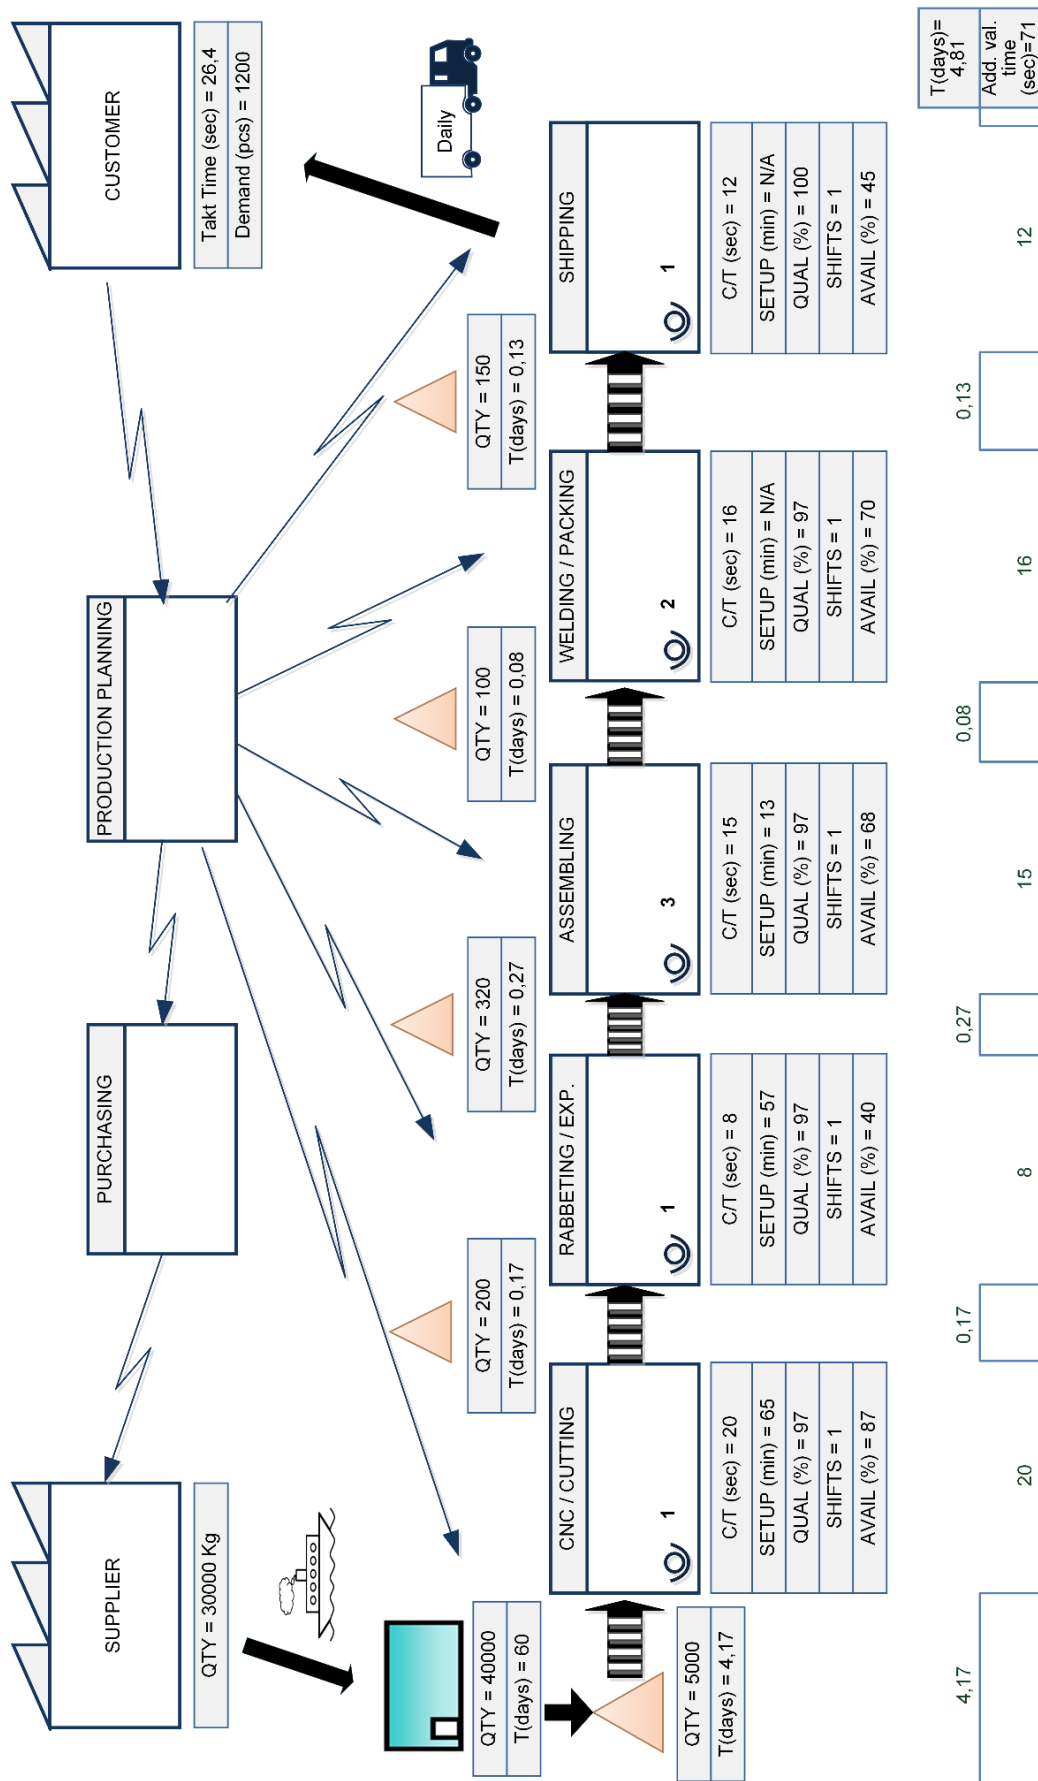 SUPPLIER
QTY = 30000 Kg
PURCHASING
PRODUCTION PLANNING
CUSTOMER
Takt Time (sec) = 26,4
Demand (pcs) = 1200
Daily
QTY = 40000
T(days) = 60
QTY = 5000
T(days) = 4,17
QTY = 200
T(days) = 0,17
QTY = 320
T(days) = 0,27
QTY = 100
T(days) = 0,08
QTY = 150
T(days) = 0,13
CNC / CUTTING
1
C/T (sec) = 20
SETUP (min) = 65
QUAL (%) = 97
SHIFTS = 1
AVAIL (%) = 87
RABBETING / EXP.
1
C/T (sec) = 8
SETUP (min) = 57
QUAL (%) = 97
SHIFTS = 1
AVAIL (%) = 40
ASSEMBLING
3
C/T (sec) = 15
SETUP (min) = 13
QUAL (%) = 97
SHIFTS = 1
AVAIL (%) = 68
WELDING / PACKING
2
C/T (sec) = 16
SETUP (min) = N/A
QUAL (%) = 97
SHIFTS = 1
AVAIL (%) = 70
SHIPPING
1
C/T (sec) = 12
SETUP (min) = N/A
QUAL (%) = 100
SHIFTS = 1
AVAIL (%) = 45
4,17
20
0,17
8
0,27
15
0,08
16
0,13
12
T(days)=
4,81
Add. val.
time
(sec)=71